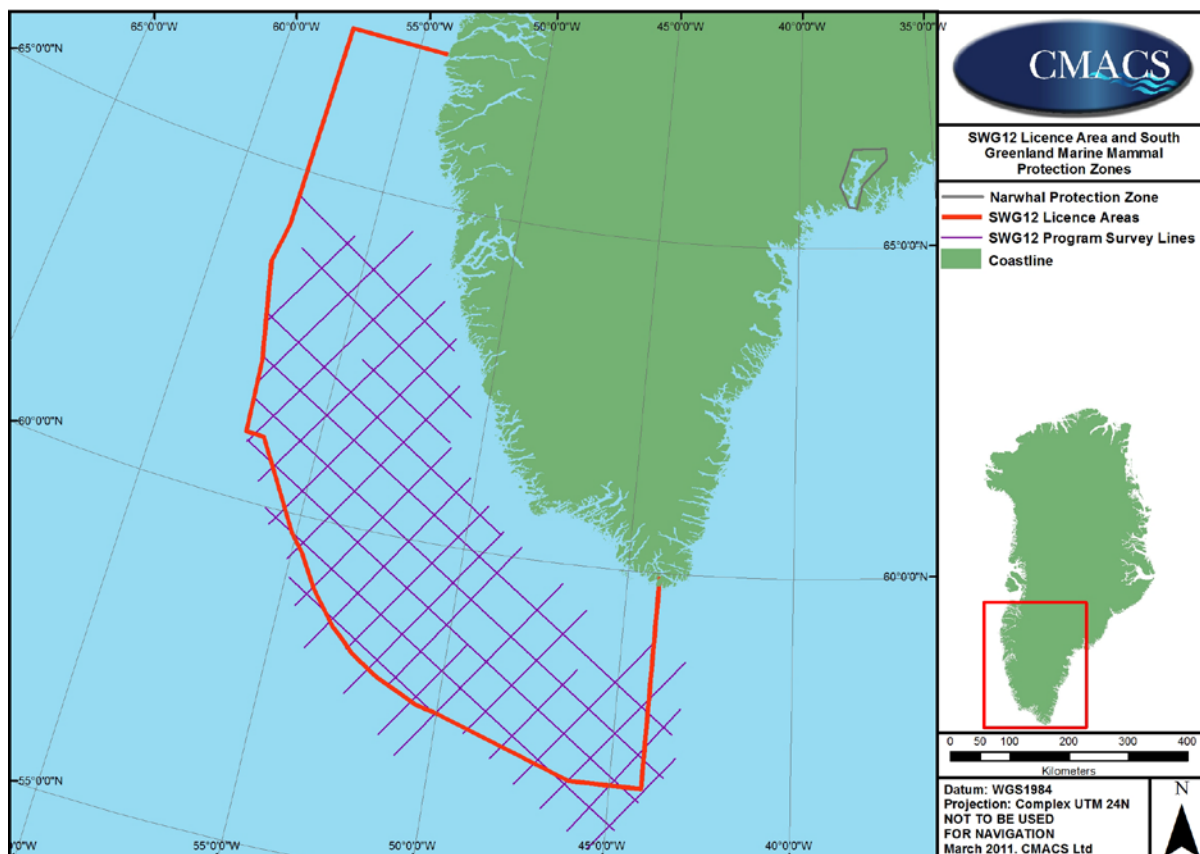 65°0'0"W 60°0'0"W 55°0'0"W 50°0'0"W 45°0'0"W 40°0'0"W 35°0'0"W
65°0'0"N
65°0'0"N
60°0'0"N
60°0'0"N
55°0'0"N
0°0'0"W 55°0'0"W 50°0'0"W 45°0'0"W 40°0'0"W
CMACS
SWG12 Licence Area and South
Greenland Marine Mammal
Protection Zones
Narwhal Protection Zone
SWG12 Licence Areas
SWG12 Program Survey Lines
Coastline
0 50 100 200 300 400
Kilometers
Datum: WGS1984
Projection: Complex UTM 24N
NOT TO BE USED
FOR NAVIGATION
March 2011. CMACS Ltd
N